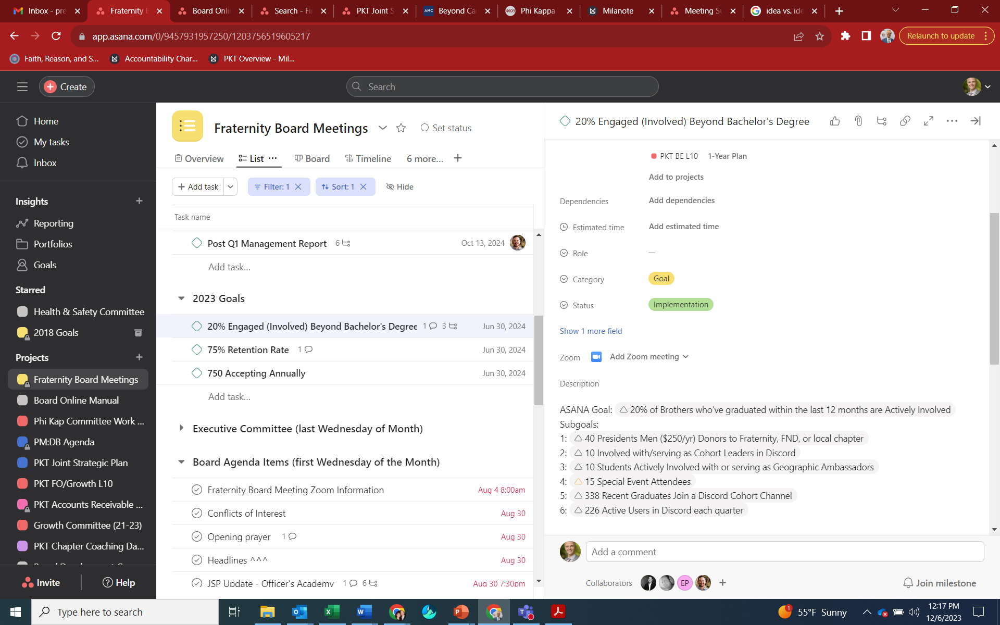 Inbox - pre
Fraternity B
Board Onli
Search - Fi
PKT Joint S
Beyond Ca
Phi Kappa T
Milanote
Meeting Su
idea vs. ide
app.asana.com/0/9457931957250/1203756519605217
Relaunch to update
Faith, Reason, and S...
Accountability Char...
PKT Overview - Mil...
Create
Search
Home
My tasks
Inbox
Insights
Reporting
Portfolios
Goals
Starred
Health & Safety Committee
2018 Goals
Projects
Fraternity Board Meetings
Board Online Manual
Phi Kap Committee Work ...
PM:DB Agenda
PKT Joint Strategic Plan
PKT FO/Growth L10
PKT Accounts Receivable ...
Growth Committee (21-23)
PKT Chapter Coaching Da...
Invite
Help
Fraternity Board Meetings
Set status
Overview
List
Board
Timeline
6 more...
Add task
Filter: 1
Sort: 1
Hide
Task name
Post Q1 Management Report 6 Oct 13, 2024
Add task...
2023 Goals
20% Engaged (Involved) Beyond Bachelor's Degree 1 3 Jun 30, 2024
75% Retention Rate 1 Jun 30, 2024
750 Accepting Annually Jun 30, 2024
Add task...
Executive Committee (last Wednesday of Month)
Board Agenda Items (first Wednesday of the Month)
Fraternity Board Meeting Zoom Information Aug 4 8:00am
Conflicts of Interest Aug 30
Opening prayer 1 Aug 30
Headlines ^^^ Aug 30
JSP Update - Officer's Academy 1 6 Aug 30 7:30pm
20% Engaged (Involved) Beyond Bachelor's Degree
PKT BE L10 1-Year Plan
Add to projects
Dependencies Add dependencies
Estimated time Add estimated time
Role —
Category Goal
Status Implementation
Show 1 more field
Zoom Add Zoom meeting
Description
ASANA Goal: 20% of Brothers who've graduated within the last 12 months are Actively Involved
Subgoals:
1: 40 Presidents Men ($250/yr) Donors to Fraternity, FND, or local chapter
2: 10 Involved with/serving as Cohort Leaders in Discord
3: 10 Students Actively Involved with or serving as Geographic Ambassadors
4: 15 Special Event Attendees
5: 338 Recent Graduates Join a Discord Cohort Channel
6: 226 Active Users in Discord each quarter
Add a comment
Collaborators EP
Join milestone
Type here to search
1
55°F Sunny
12:17 PM
12/6/2023